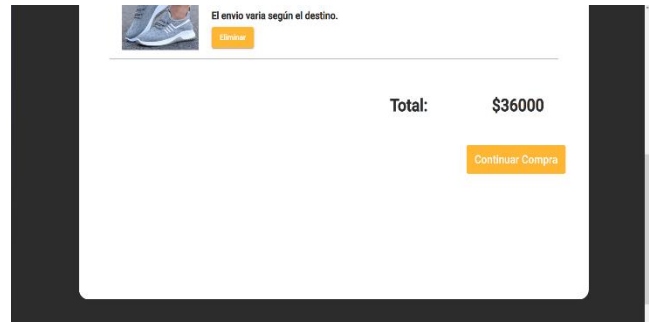 El envio varia según el destino.
Eliminar
Total: $36000
Continuar Compra